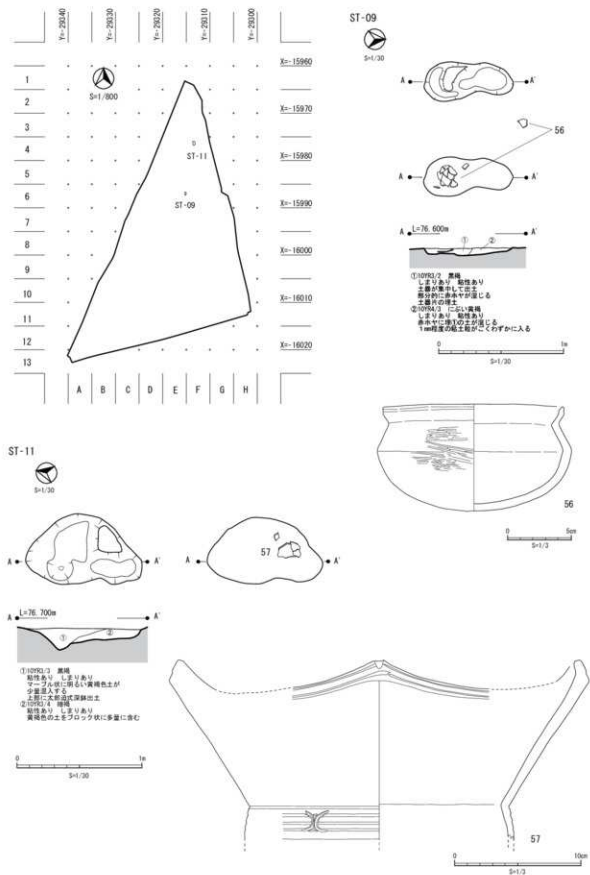 Y=-29340
Y=-29330
Y=-29320
Y=-29310
Y=-29300
X=-15960
X=-15970
X=-15980
X=-15990
X=-16000
X=-16010
X=-16020
1
2
3
4
5
6
7
8
9
10
11
12
13
A B C D E F G H
S=1/800
ST-11
ST-09
ST-09
S=1/30
A A'
56
A A'
A L=76.600m A'
① ②
①10YR3/2 黒褐
しまりあり 粘性あり
土器が集中して出土
部分的に赤ホヤが混じる
土器片の埋土
②10YR4/3 にぶい黄褐
しまりあり 粘性あり
赤ホヤに埋①の土が混じる
1mm程度の粘土粒がごくわずかに入る
0 1m
S=1/30
56
0 5cm
S=1/3
ST-11
S=1/30
A A'
57
A A'
A L=76.700m A'
① ②
①10YR3/3 黒褐
粘性あり しまりあり
マーブル状に明るい黄褐色土が
少量混入する
上部に太郎迫式深鉢出土
②10YR3/4 暗褐
粘性あり しまりあり
黄褐色の土をブロック状に多量に含む
0 1m
S=1/30
57
0 10cm
S=1/3